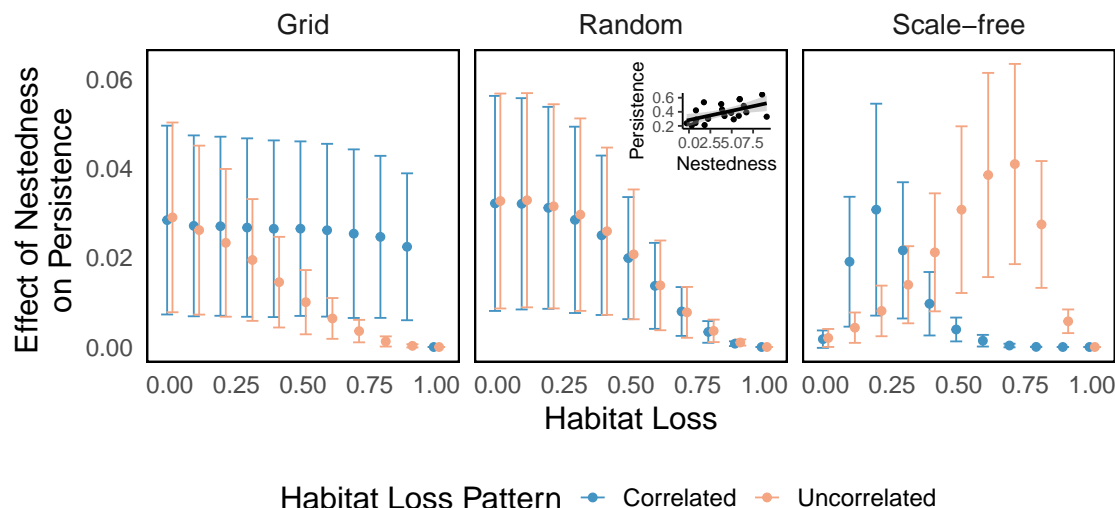 Grid Random Scale−free
Effect of Nestedness
on Persistence
0.06
0.04
0.02
0.00
Persistence
0.6
0.4
0.2
0.02.55.07.5
Nestedness
0.00 0.25 0.50 0.75 1.00 0.00 0.25 0.50 0.75 1.00 0.00 0.25 0.50 0.75 1.00
Habitat Loss
Habitat Loss Pattern Correlated Uncorrelated